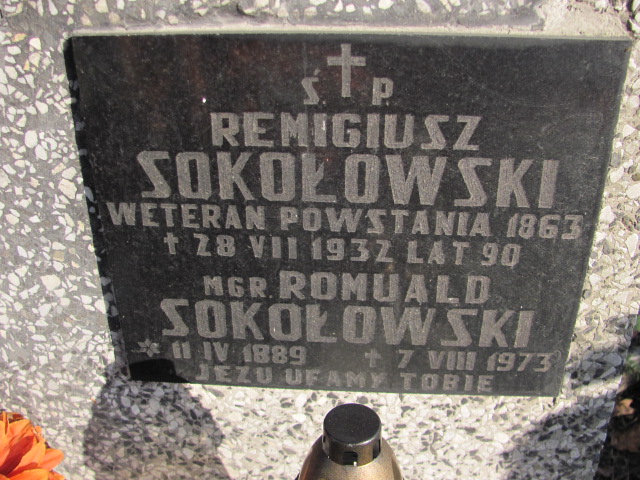 Ś. P.
REMIGIUSZ
SOKOŁOWSKI
WETERAN POWSTANIA 1863
† 28 VII 1932 LAT 90
MGR ROMUALD
SOKOŁOWSKI
* 11 IV 1889 † 7 VIII 1973
JEZU UFAMY TOBIE